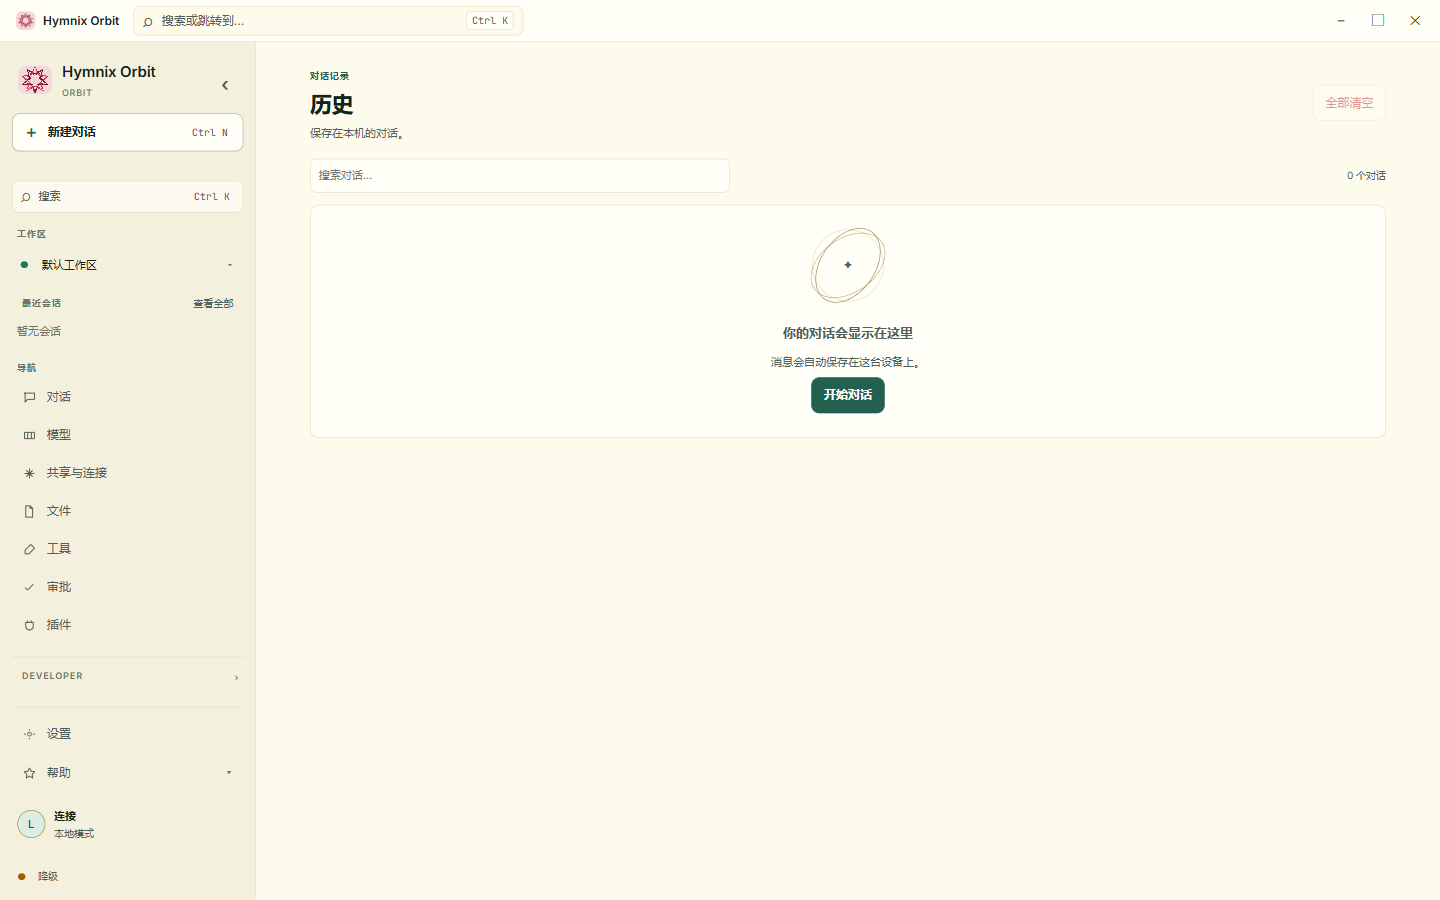 Hymnix Orbit
搜索或跳转到...
Ctrl K
Hymnix Orbit
ORBIT
新建对话
Ctrl N
搜索
Ctrl K
工作区
默认工作区
最近会话
查看全部
暂无会话
导航
对话
模型
共享与连接
文件
工具
审批
插件
DEVELOPER
设置
帮助
L
连接
本地模式
降级
对话记录
历史
保存在本机的对话。
全部清空
搜索对话...
0 个对话
你的对话会显示在这里
消息会自动保存在这台设备上。
开始对话